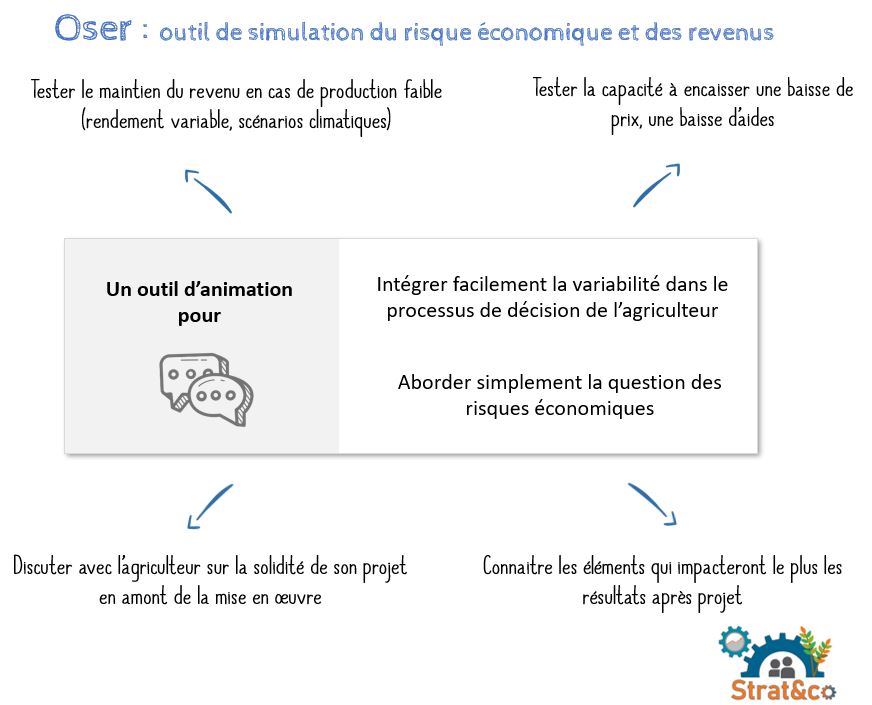 Oser : outil de simulation du risque économique et des revenus
Tester le maintien du revenu en cas de production faible
(rendement variable, scénarios climatiques)
Tester la capacité à encaisser une baisse de
prix, une baisse d'aides
Un outil d'animation
pour
Intégrer facilement la variabilité dans le
processus de décision de l'agriculteur
Aborder simplement la question des
risques économiques
Discuter avec l'agriculteur sur la solidité de son projet
en amont de la mise en œuvre
Connaitre les éléments qui impacteront le plus les
résultats après projet
Strat&co